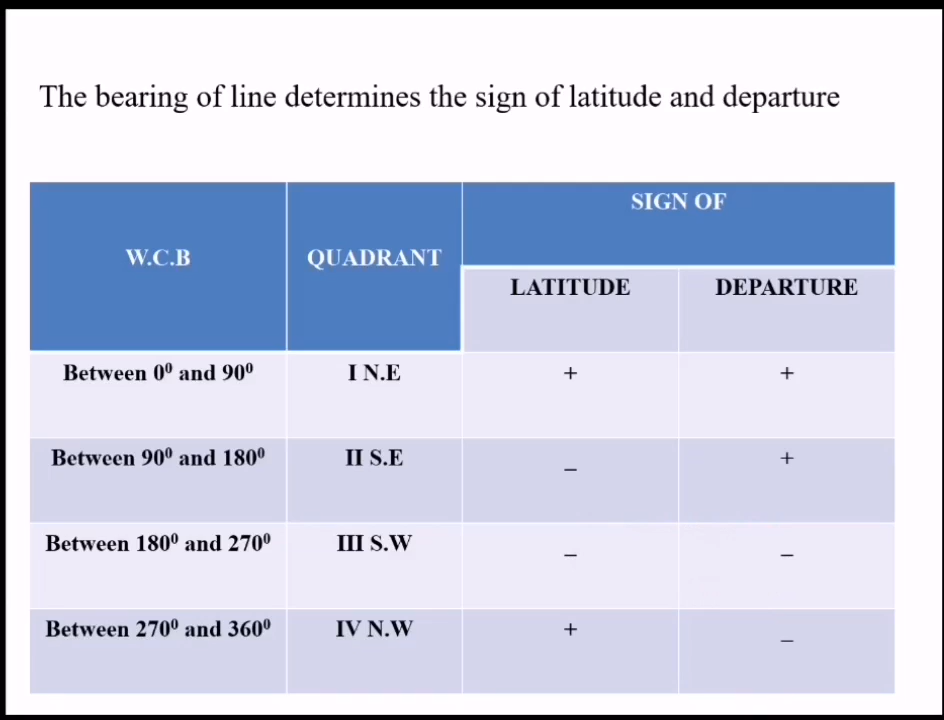 The bearing of line determines the sign of latitude and departure
W.C.B QUADRANT SIGN OF
LATITUDE DEPARTURE
Between 0⁰ and 90⁰ I N.E + +
Between 90⁰ and 180⁰ II S.E – +
Between 180⁰ and 270⁰ III S.W – –
Between 270⁰ and 360⁰ IV N.W + –